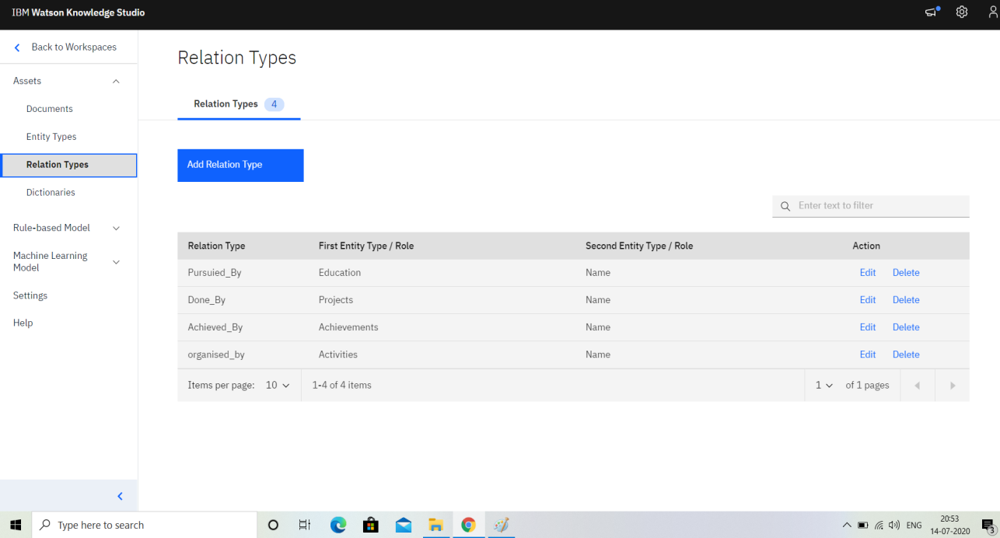 IBM Watson Knowledge Studio
Back to Workspaces
Assets
Documents
Entity Types
Relation Types
Dictionaries
Rule-based Model
Machine Learning
Model
Settings
Help
Relation Types
Relation Types 4
Add Relation Type
Enter text to filter
Relation Type First Entity Type / Role Second Entity Type / Role Action
Pursuied_By Education Name Edit Delete
Done_By Projects Name Edit Delete
Achieved_By Achievements Name Edit Delete
organised_by Activities Name Edit Delete
Items per page: 10 1-4 of 4 items 1 of 1 pages
Type here to search
ENG
20:53
14-07-2020
3